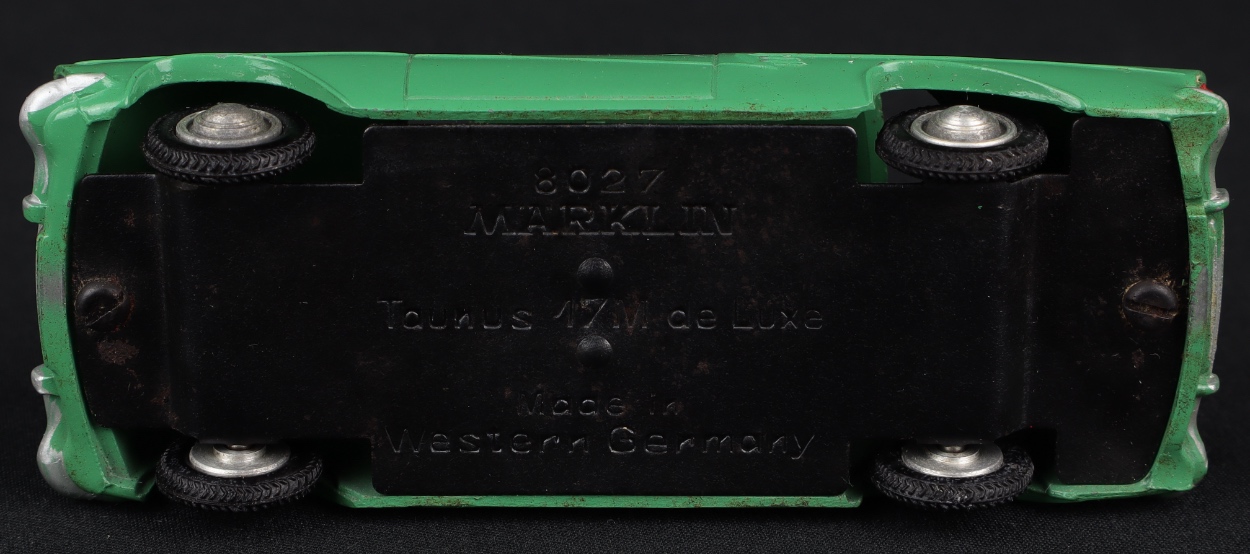 8027
MÄRKLIN
Taunus 17M de Luxe
Made in
Western Germany